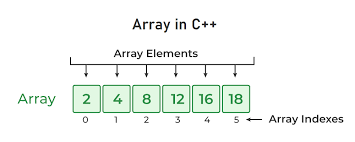 Array in C++
Array Elements
Array 2 4 8 12 16 18
0 1 2 3 4 5 Array Indexes